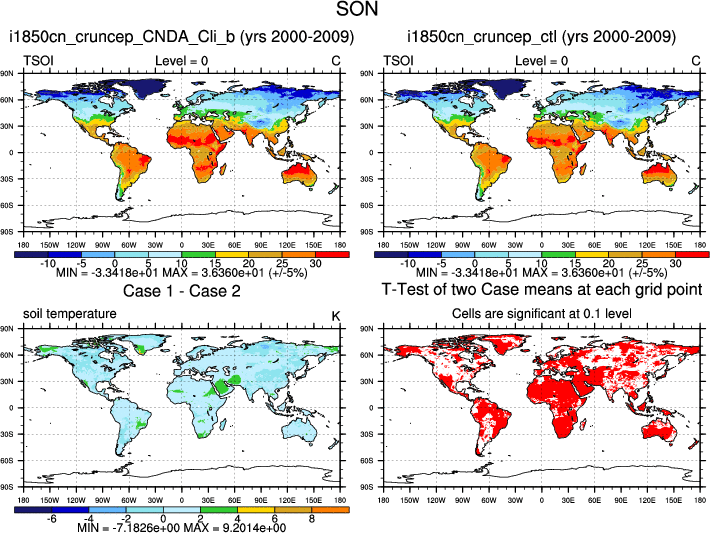 SON
i1850cn_cruncep_CNDA_Cli_b (yrs 2000-2009)
TSOI Level = 0 C
90N
60N
30N
0
30S
60S
90S
180 150W 120W 90W 60W 30W 0 30E 60E 90E 120E 150E 180
-10 -5 0 5 10 15 20 25 30
MIN = -3.3418e+01 MAX = 3.6360e+01 (+/-5%)
i1850cn_cruncep_ctl (yrs 2000-2009)
TSOI Level = 0 C
90N
60N
30N
0
30S
60S
90S
180 150W 120W 90W 60W 30W 0 30E 60E 90E 120E 150E 180
-10 -5 0 5 10 15 20 25 30
MIN = -3.3418e+01 MAX = 3.6360e+01 (+/-5%)
Case 1 - Case 2
soil temperature K
90N
60N
30N
0
30S
60S
90S
180 150W 120W 90W 60W 30W 0 30E 60E 90E 120E 150E 180
-6 -4 -2 0 2 4 6 8
MIN = -7.1826e+00 MAX = 9.2014e+00
T-Test of two Case means at each grid point
Cells are significant at 0.1 level
90N
60N
30N
0
30S
60S
90S
180 150W 120W 90W 60W 30W 0 30E 60E 90E 120E 150E 180